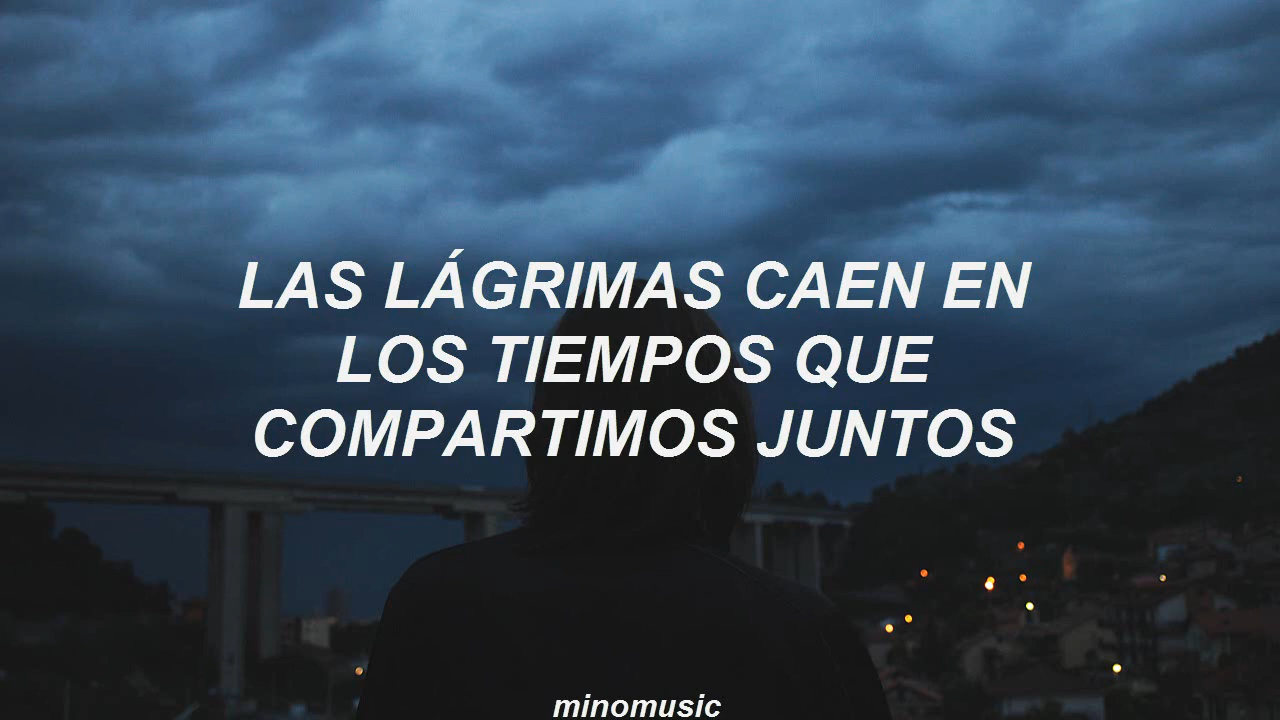 LAS LÁGRIMAS CAEN EN
LOS TIEMPOS QUE
COMPARTIMOS JUNTOS
minomusic